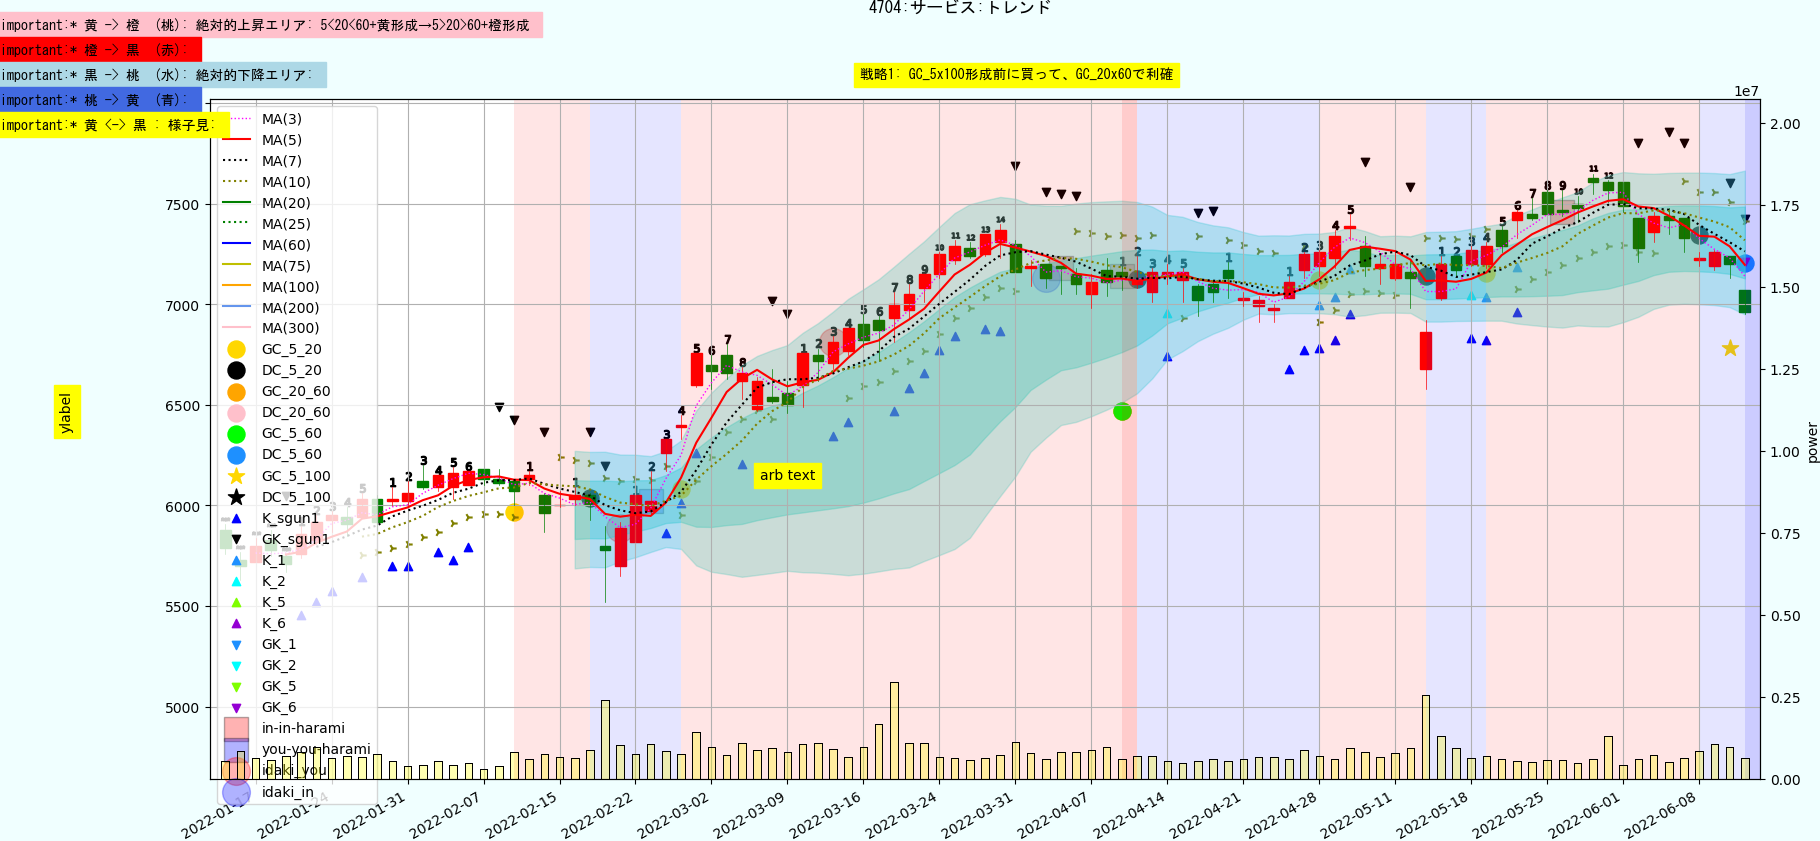 4704:サービス:トレンド
important:* 黄 -> 橙 (桃): 絶対的上昇エリア: 5<20<60+黄形成→5>20>60+橙形成
important:* 橙 -> 黒 (赤):
important:* 黒 -> 桃 (水): 絶対的下降エリア:
戦略1: GC_5x100形成前に買って、GC_20x60で利確
important:* 桃 -> 黄 (青):
important:* 黄 <-> 黒 : 様子見:
1e7
MA(3)
MA(5)
MA(7)
MA(10)
MA(20)
MA(25)
MA(60)
MA(75)
MA(100)
MA(200)
MA(300)
GC_5_20
DC_5_20
GC_20_60
DC_20_60
GC_5_60
DC_5_60
GC_5_100
DC_5_100
K_sgun1
GK_sgun1
K_1
K_2
K_5
K_6
GK_1
GK_2
GK_5
GK_6
in-in-harami
you-you-harami
idaki_you
idaki_in
ylabel
7500
7000
6500
6000
5500
5000
arb text
power
2.00
1.75
1.50
1.25
1.00
0.75
0.50
0.25
0.00
2022-01-17
2022-01-24
2022-01-31
2022-02-07
2022-02-15
2022-02-22
2022-03-02
2022-03-09
2022-03-16
2022-03-24
2022-03-31
2022-04-07
2022-04-14
2022-04-21
2022-04-28
2022-05-11
2022-05-18
2022-05-25
2022-06-01
2022-06-08